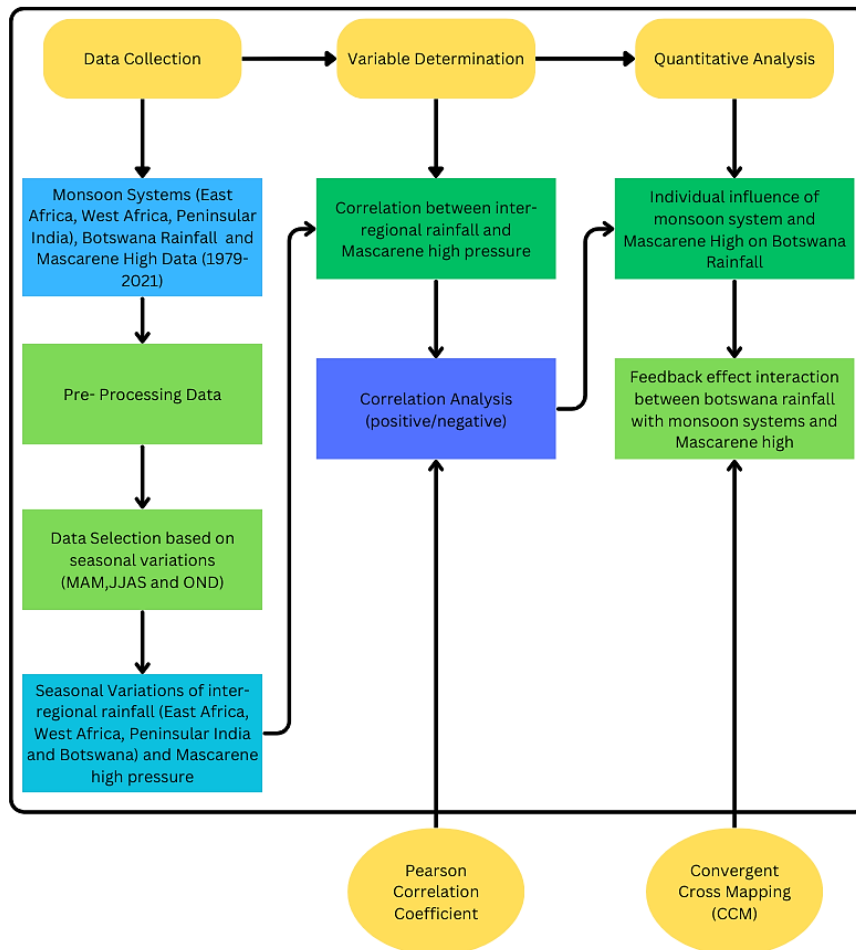 Data Collection
Variable Determination
Quantitative Analysis
Monsoon Systems (East
Africa, West Africa, Peninsular
India), Botswana Rainfall and
Mascarene High Data (1979-
2021)
Correlation between inter-
regional rainfall and
Mascarene high pressure
Individual influence of
monsoon system and
Mascarene High on Botswana
Rainfall
Pre- Processing Data
Correlation Analysis
(positive/negative)
Feedback effect interaction
between botswana rainfall
with monsoon systems and
Mascarene high
Data Selection based on
seasonal variations
(MAM,JJAS and OND)
Seasonal Variations of inter-
regional rainfall (East Africa,
West Africa, Peninsular India
and Botswana) and Mascarene
high pressure
Pearson
Correlation
Coefficient
Convergent
Cross Mapping
(CCM)